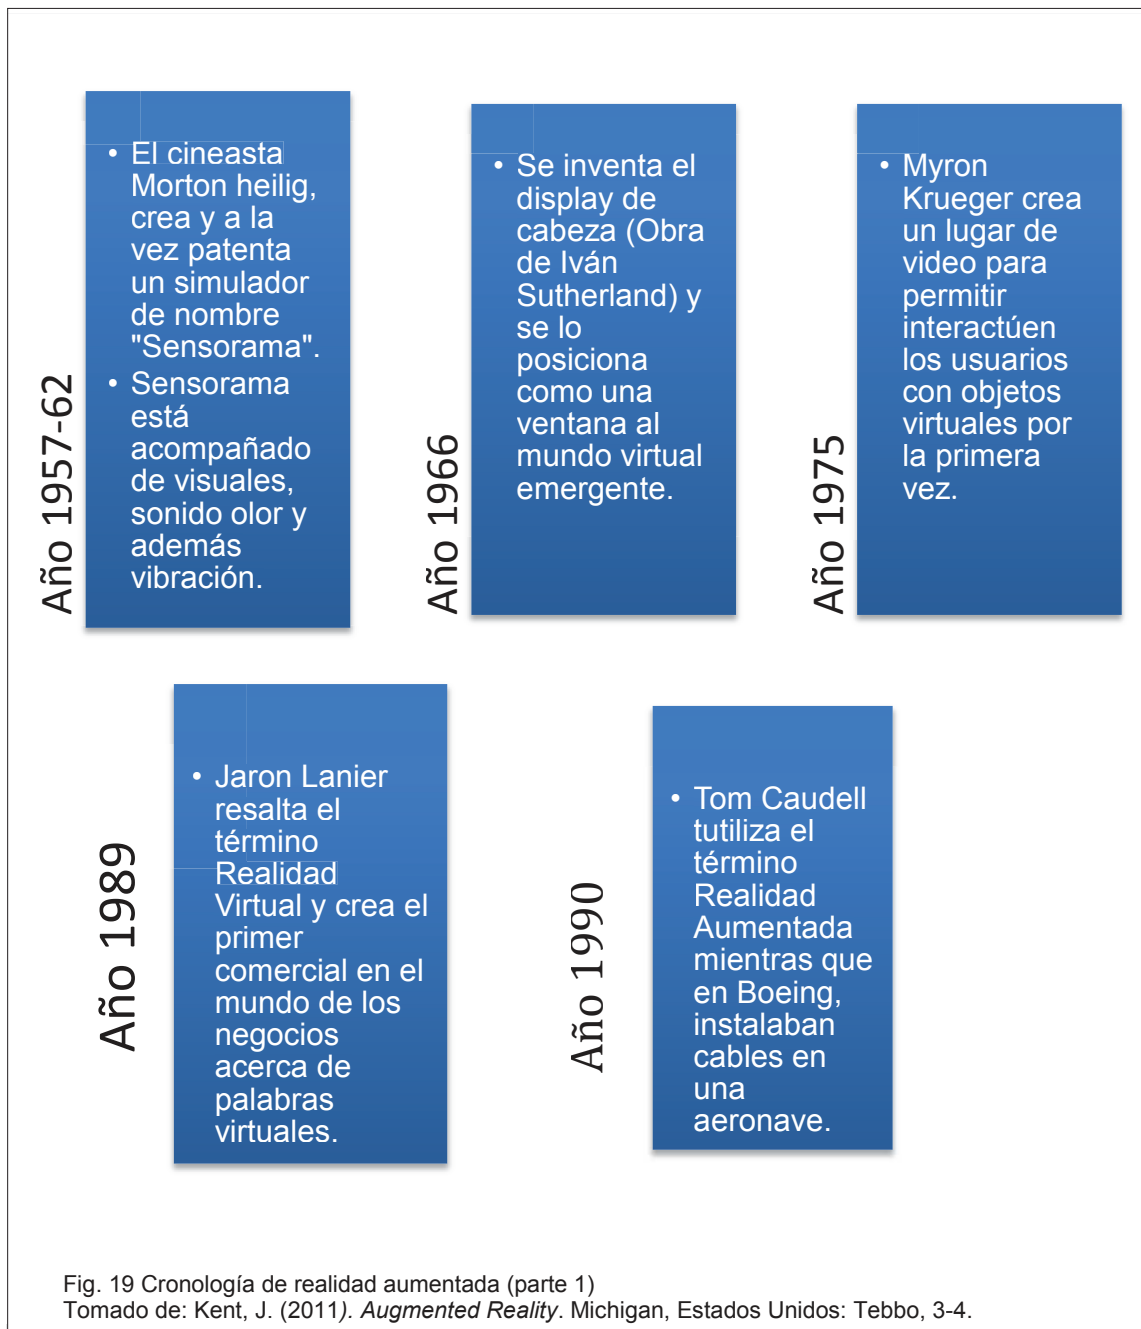 Año 1957-62
• El cineasta
Morton heilig,
crea y a la
vez patenta
un simulador
de nombre
"Sensorama".
• Sensorama
está
acompañado
de visuales,
sonido olor y
además
vibración.
Año 1966
• Se inventa el
display de
cabeza (Obra
de Iván
Sutherland) y
se lo
posiciona
como una
ventana al
mundo virtual
emergente.
Año 1975
• Myron
Krueger crea
un lugar de
video para
permitir
interactúen
los usuarios
con objetos
virtuales por
la primera
vez.
Año 1989
• Jaron Lanier
resalta el
término
Realidad
Virtual y crea el
primer
comercial en el
mundo de los
negocios
acerca de
palabras
virtuales.
Año 1990
• Tom Caudell
tutiliza el
término
Realidad
Aumentada
mientras que
en Boeing,
instalaban
cables en
una
aeronave.
Fig. 19 Cronología de realidad aumentada (parte 1)
Tomado de: Kent, J. (2011). Augmented Reality. Michigan, Estados Unidos: Tebbo, 3-4.